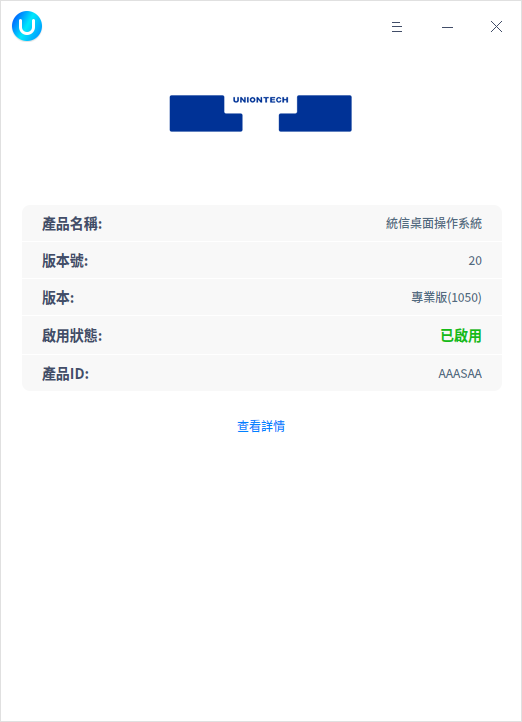 UNIONTECH
產品名稱: 統信桌面操作系統
版本號: 20
版本: 專業版(1050)
啟用狀態: 已啟用
產品ID: AAASAA
查看詳情